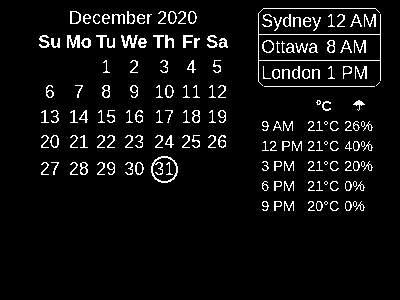 December 2020
Su Mo Tu We Th Fr Sa
1 2 3 4 5
6 7 8 9 10 11 12
13 14 15 16 17 18 19
20 21 22 23 24 25 26
27 28 29 30 31
Sydney 12 AM
Ottawa 8 AM
London 1 PM
°C ☂
9 AM 21°C 26%
12 PM 21°C 40%
3 PM 21°C 20%
6 PM 21°C 0%
9 PM 20°C 0%